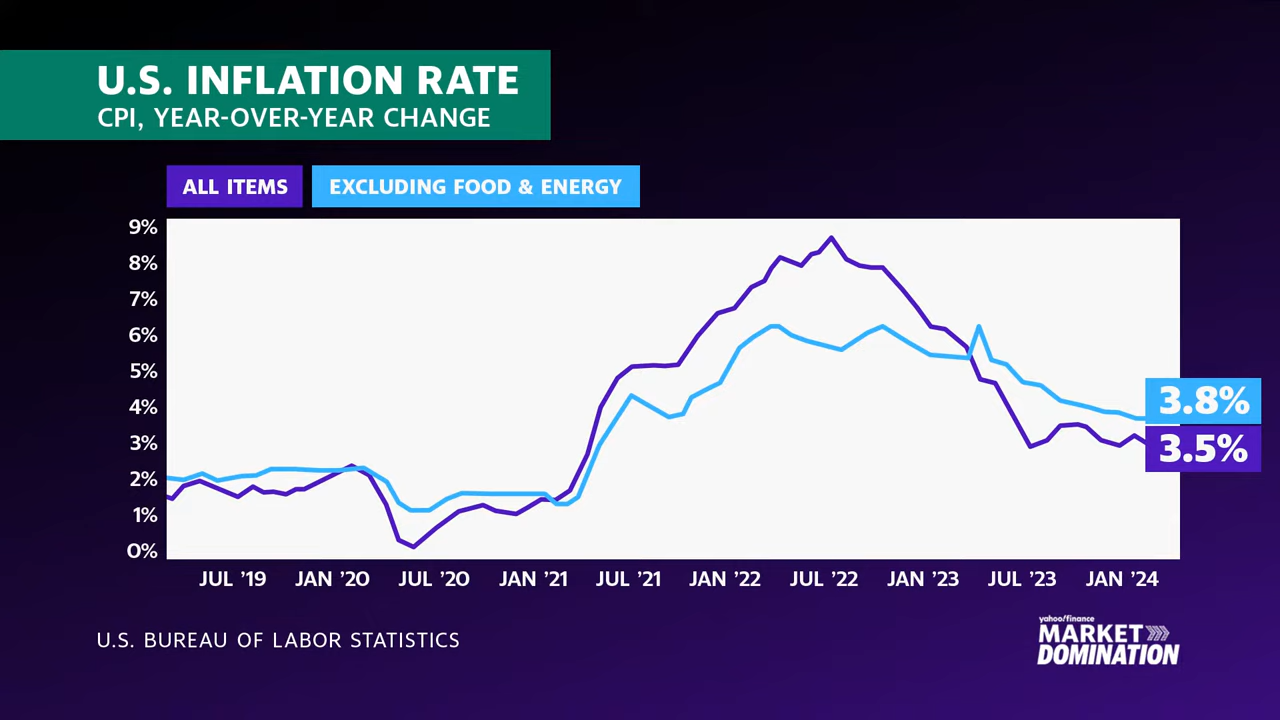 U.S. INFLATION RATE
CPI, YEAR-OVER-YEAR CHANGE
ALL ITEMS
EXCLUDING FOOD & ENERGY
9%
8%
7%
6%
5%
4%
3%
2%
1%
0%
3.8%
3.5%
JUL ’19
JAN ’20
JUL ’20
JAN ’21
JUL ’21
JAN ’22
JUL ’22
JAN ’23
JUL ’23
JAN ’24
U.S. BUREAU OF LABOR STATISTICS
yahoo!finance
MARKET
DOMINATION